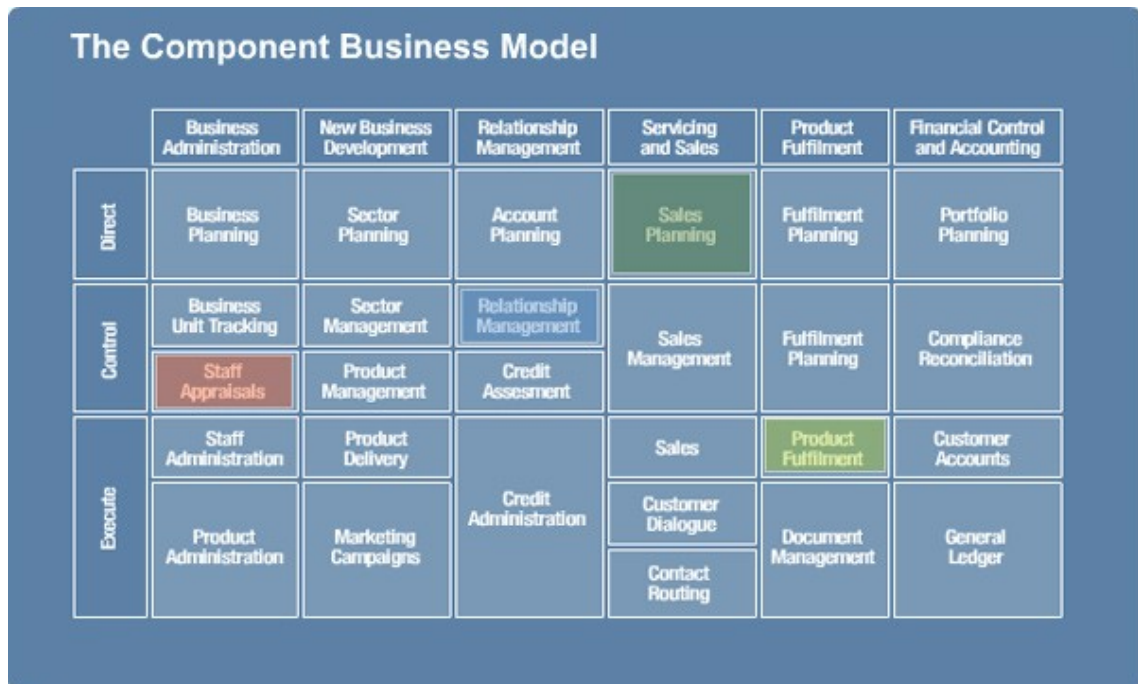 The Component Business Model
Business
Administration
New Business
Development
Relationship
Management
Servicing
and Sales
Product
Fulfilment
Financial Control
and Accounting
Direct
Business
Planning
Sector
Planning
Account
Planning
Sales
Planning
Fulfilment
Planning
Portfolio
Planning
Control
Business
Unit Tracking
Sector
Management
Relationship
Management
Sales
Management
Fulfilment
Planning
Compliance
Reconciliation
Staff
Appraisals
Product
Management
Credit
Assesment
Execute
Staff
Administration
Product
Delivery
Credit
Administration
Sales
Product
Fulfilment
Customer
Accounts
Product
Administration
Marketing
Campaigns
Customer
Dialogue
Document
Management
General
Ledger
Contact
Routing